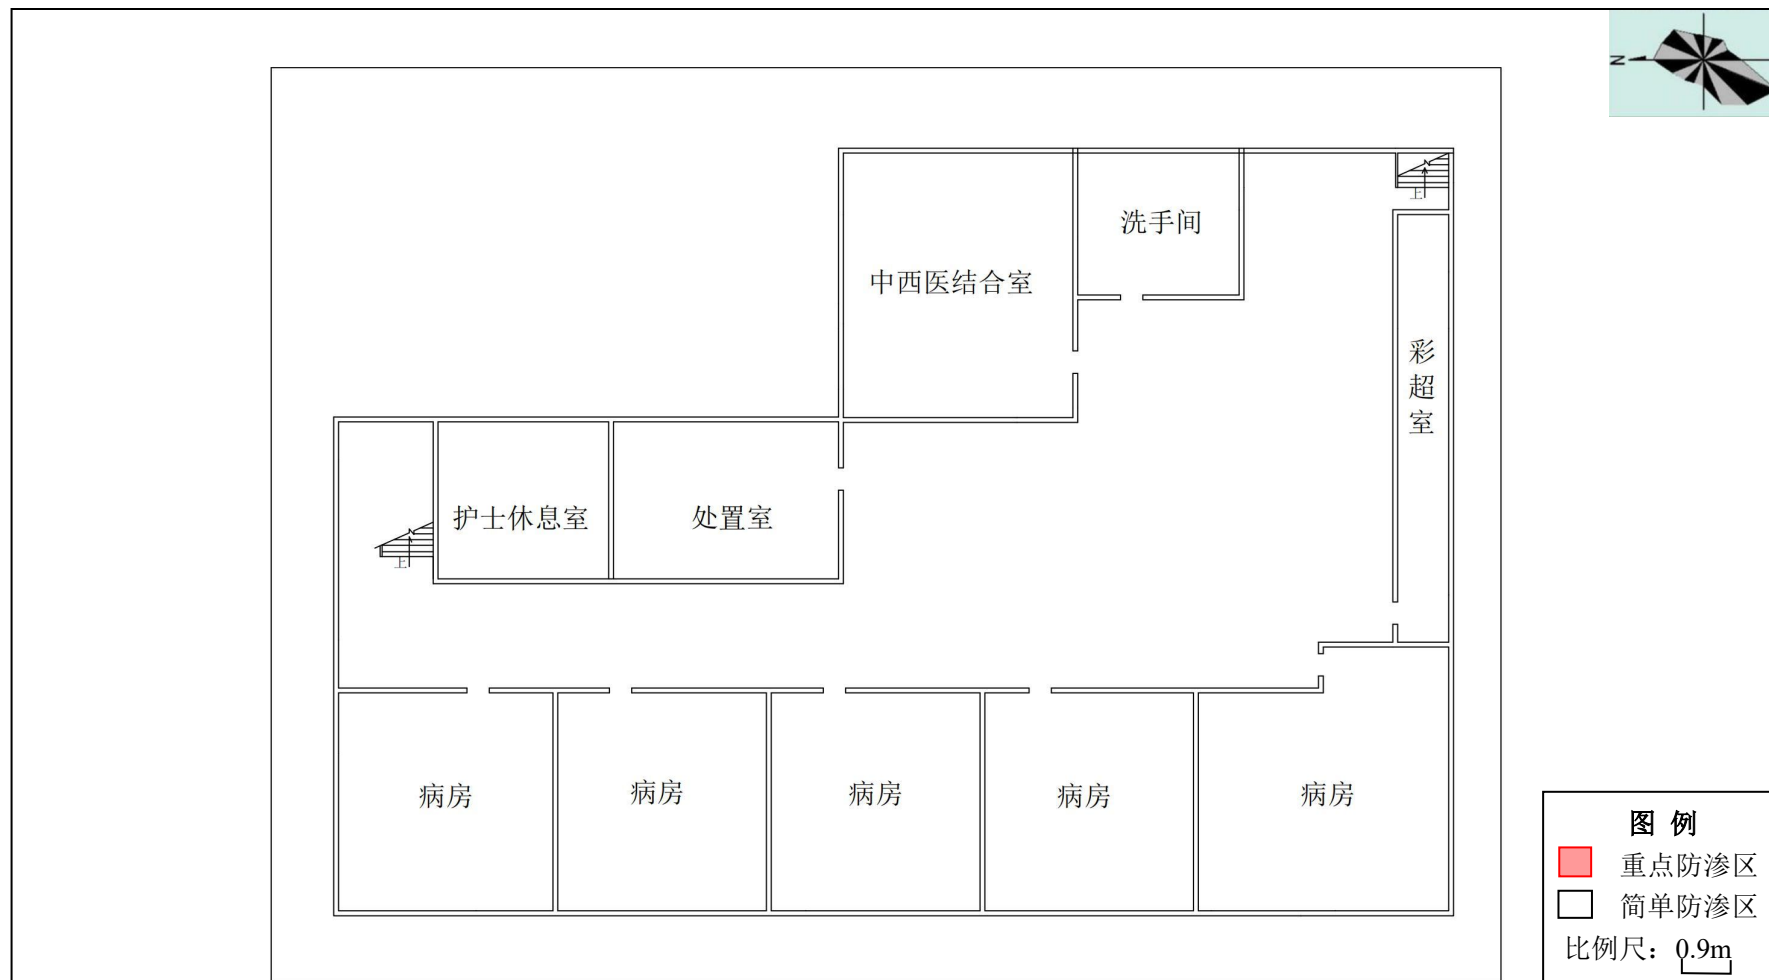 N
上
洗手间
中西医结合室
彩
超
室
护士休息室
处置室
上
病房
病房
病房
病房
病房
图 例
重点防渗区
简单防渗区
比例尺：0.9m